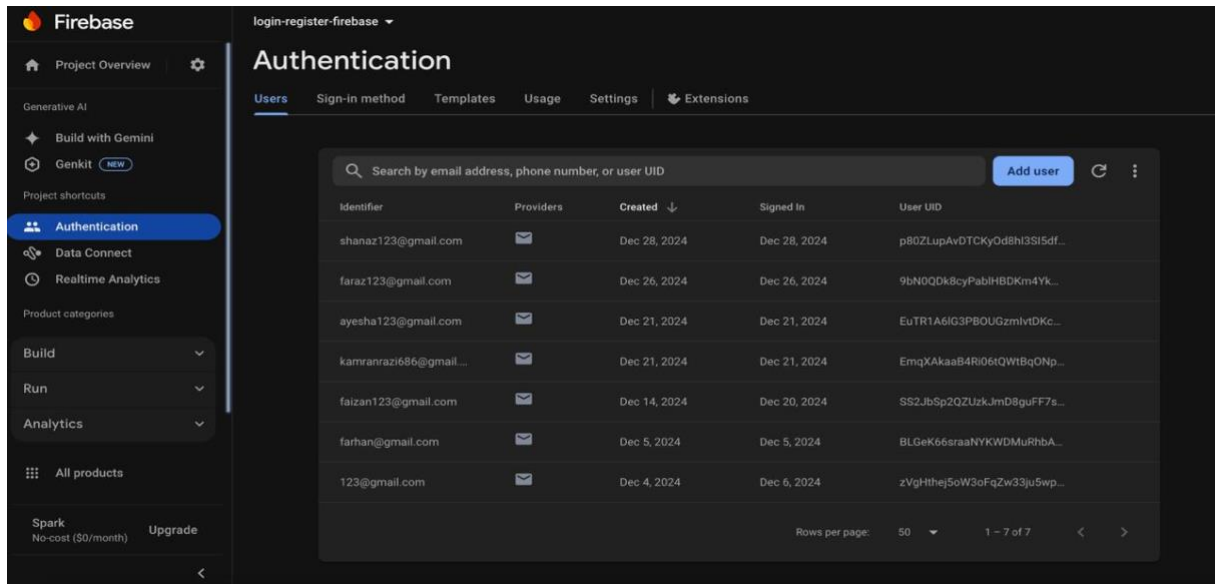 Firebase
Project Overview
Generative AI
Build with Gemini
Genkit NEW
Project shortcuts
Authentication
Data Connect
Realtime Analytics
Product categories
Build
Run
Analytics
All products
Spark
No-cost ($0/month)
Upgrade
login-register-firebase
Authentication
Users Sign-in method Templates Usage Settings Extensions
Search by email address, phone number, or user UID Add user
Identifier Providers Created Signed In User UID
shanaz123@gmail.com Dec 28, 2024 Dec 28, 2024 p80ZLupAvDTCKyOd8hI3SI5df...
faraz123@gmail.com Dec 26, 2024 Dec 26, 2024 9bN0QDk8cyPablHBDKm4Yk...
ayesha123@gmail.com Dec 21, 2024 Dec 21, 2024 EuTR1A6lG3PBOUGzmIvtDKc...
kamranrazi686@gmail.... Dec 21, 2024 Dec 21, 2024 EmqXAkaaB4Ri06tQWtBqONp...
faizan123@gmail.com Dec 14, 2024 Dec 20, 2024 SS2JbSp2QZUzkJmD8guFF7s...
farhan@gmail.com Dec 5, 2024 Dec 5, 2024 BLGeK66sraaNYKWDMuRhbA...
123@gmail.com Dec 4, 2024 Dec 6, 2024 zVgHthej5oW3oFqZw33ju5wp...
Rows per page: 50 1 – 7 of 7